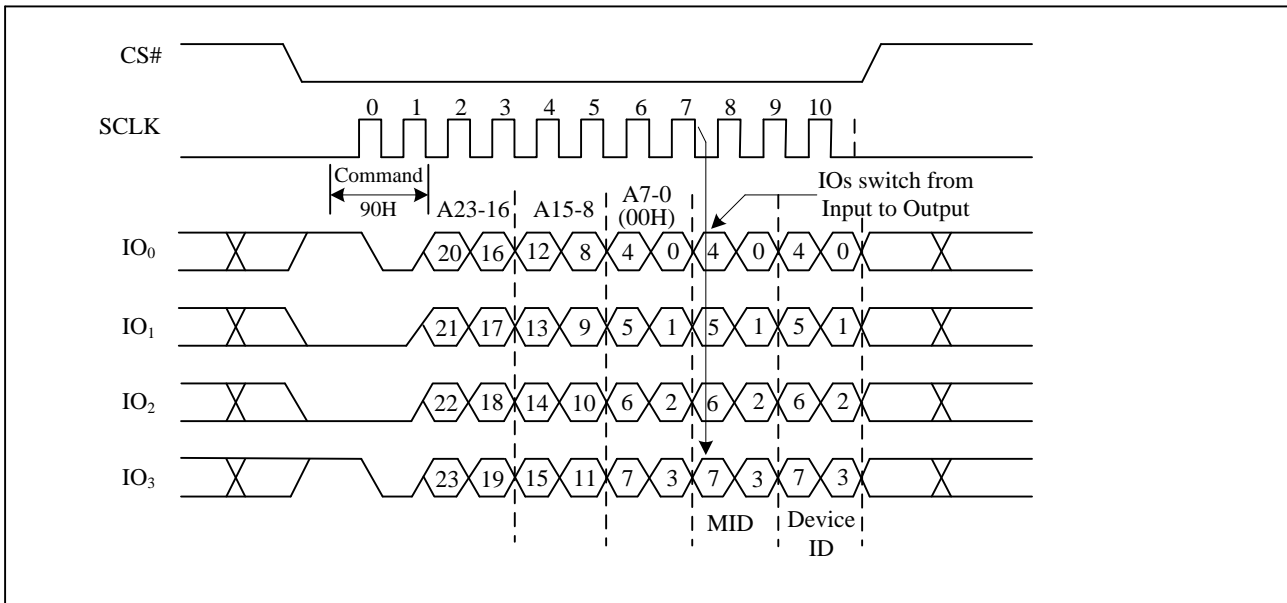 CS#
0 1 2 3 4 5 6 7 8 9 10
SCLK
Command
90H
A23-16
A15-8
A7-0
(00H)
IOs switch from
Input to Output
IO₀
20 16 12 8 4 0 4 0 4 0
IO₁
21 17 13 9 5 1 5 1 5 1
IO₂
22 18 14 10 6 2 6 2 6 2
IO₃
23 19 15 11 7 3 7 3 7 3
MID
Device
ID